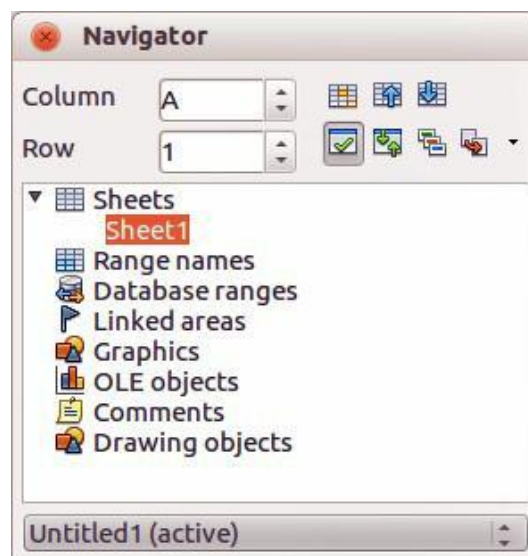 Navigator
Column A
Row 1
Sheets
Sheet1
Range names
Database ranges
Linked areas
Graphics
OLE objects
Comments
Drawing objects
Untitled1 (active)